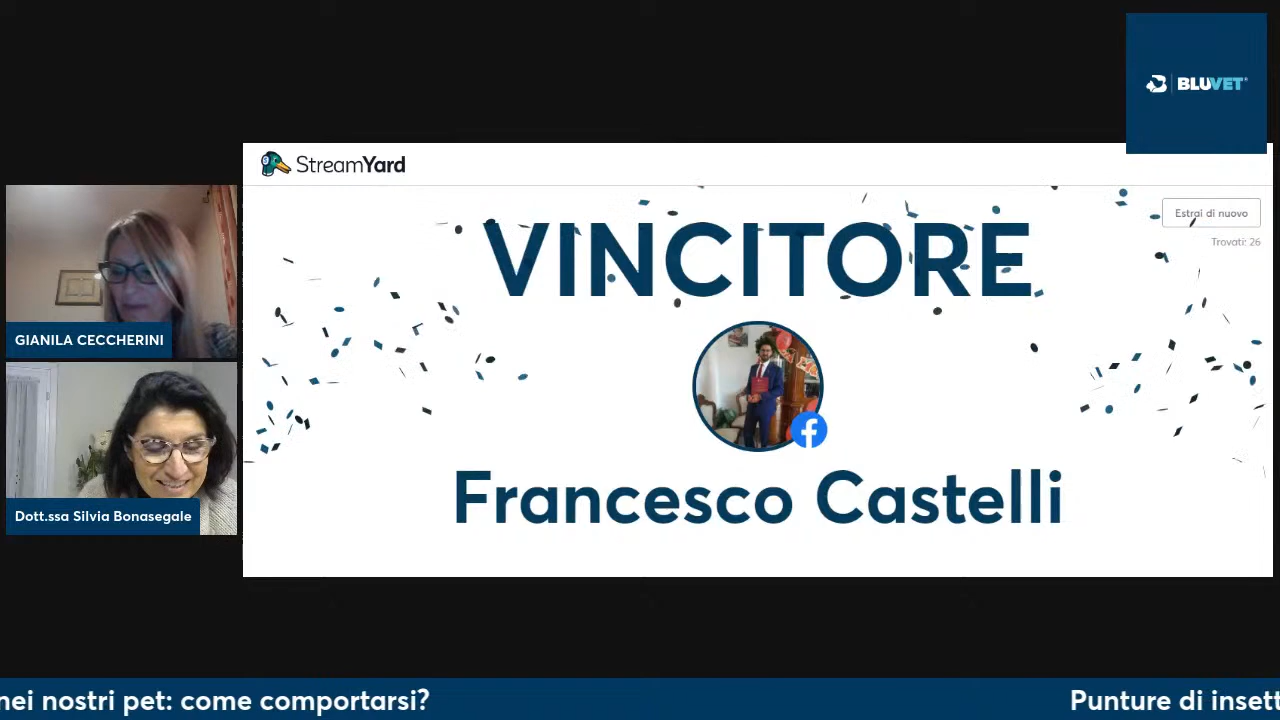 BLUVET
StreamYard
VINCITORE
Estrai di nuovo
Trovati: 26
GIANILA CECCHERINI
Francesco Castelli
Dott.ssa Silvia Bonasegale
nei nostri pet: come comportarsi?
Punture di insett